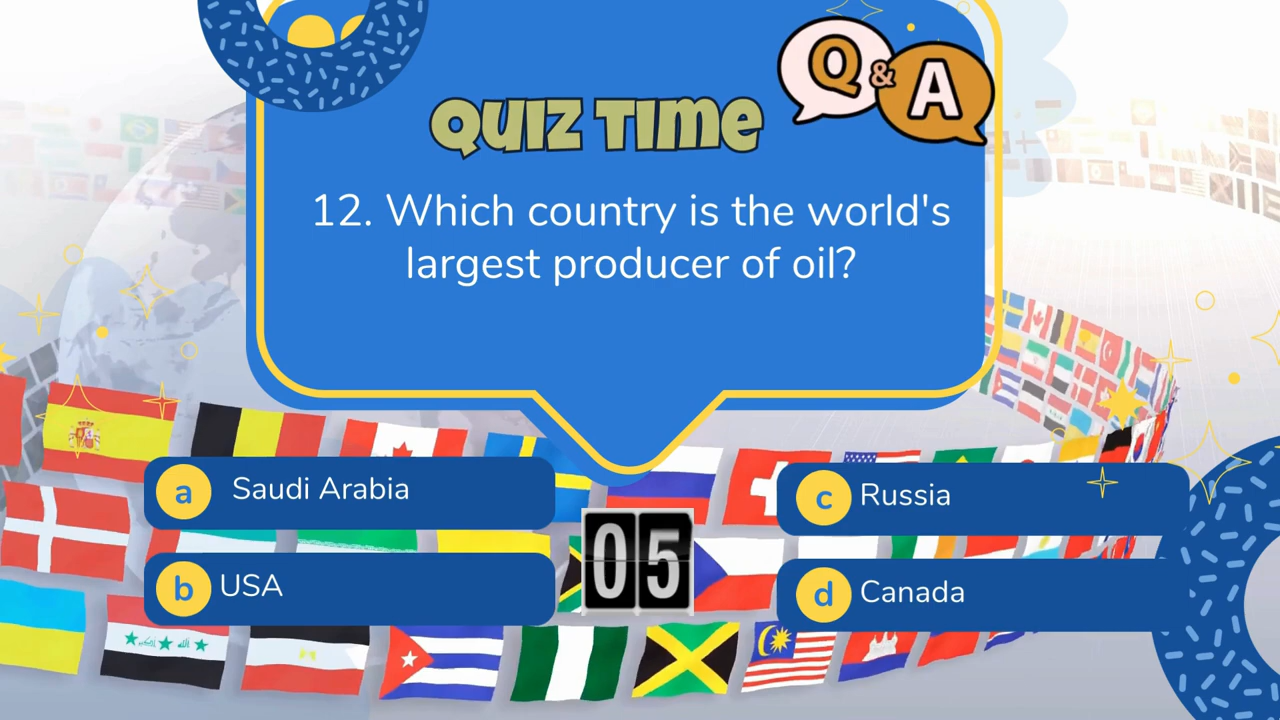 Q & A
QUIZ TIME
12. Which country is the world's
largest producer of oil?
a Saudi Arabia
b USA
c Russia
d Canada
05